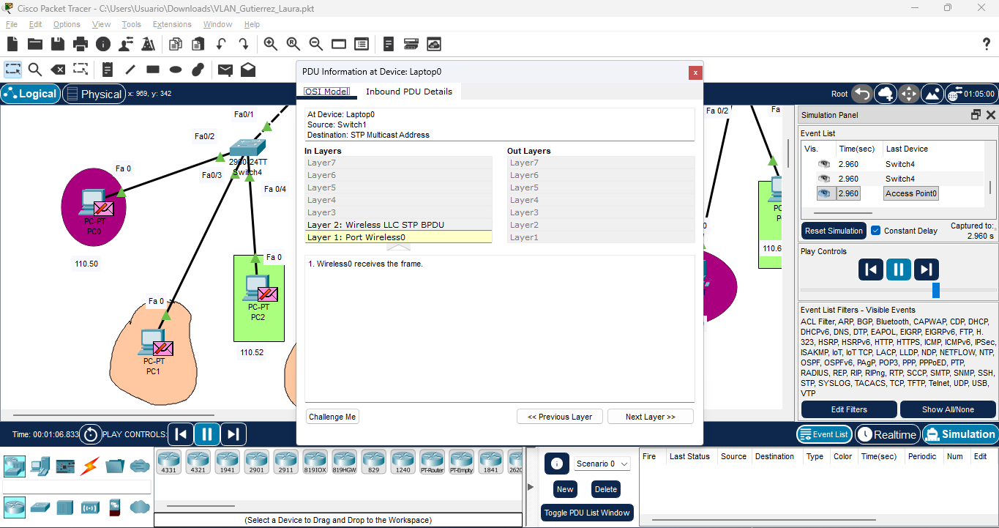 Cisco Packet Tracer - C:\Users\Usuario\Downloads\VLAN_Gutierrez_Laura.pkt
File Edit Options View Tools Extensions Window Help
Logical Physical x: 969, y: 342
Root 01:05:00
PDU Information at Device: Laptop0
x
OSI Model Inbound PDU Details
At Device: Laptop0
Source: Switch1
Destination: STP Multicast Address
In Layers
Layer7
Layer6
Layer5
Layer4
Layer3
Layer 2: Wireless LLC STP BPDU
Layer 1: Port Wireless0
Out Layers
Layer7
Layer6
Layer5
Layer4
Layer3
Layer2
Layer1
1. Wireless0 receives the frame.
Challenge Me
<< Previous Layer
Next Layer >>
Fa0/1
Fa0/2
Fa 0
Switch4
Fa0/3
Fa 0/4
PC-PT
PC0
110.50
Fa 0
PC-PT
PC2
110.52
Fa 0
PC-PT
PC1
Fa 0/2
Fa
110.6
Simulation Panel
Event List
Vis. Time(sec) Last Device
2.960 Switch4
2.960 Switch4
2.960 Access Point0
Reset Simulation
Constant Delay
Captured to:
2.960 s
Play Controls
Event List Filters - Visible Events
ACL Filter, ARP, BGP, Bluetooth, CAPWAP, CDP, DHCP,
DHCPv6, DNS, DTP, EAPOL, EIGRP, EIGRPv6, FTP, H.
323, HSRP, HSRPv6, HTTP, HTTPS, ICMP, ICMPv6, IPSec,
ISAKMP, IoT, IoT TCP, LACP, LLDP, NDP, NETFLOW, NTP,
OSPF, OSPFv6, PAgP, POP3, PPP, PPPoED, PTP,
RADIUS, REP, RIP, RIPng, RTP, SCCP, SMTP, SNMP, SSH,
STP, SYSLOG, TACACS, TCP, TFTP, Telnet, UDP, USB,
VTP
Edit Filters
Show All/None
Time: 00:01:06.833 PLAY CONTROLS:
Event List Realtime Simulation
4331 4321 1941 2901 2911 819IOX 819HGW 829 1240 PT-Router PT-Empty 1841 2620
(Select a Device to Drag and Drop to the Workspace)
Scenario 0
New Delete
Toggle PDU List Window
Fire Last Status Source Destination Type Color Time(sec) Periodic Num Edit